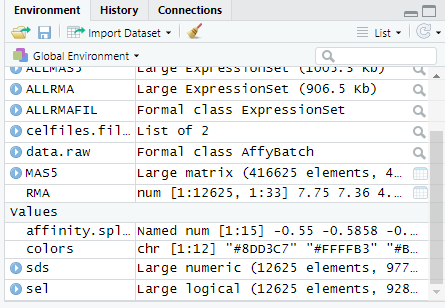 Environment History Connections
Import Dataset List
Global Environment
ALLMAS5 Large ExpressionSet (1005.3 Kb)
ALLRMA Large ExpressionSet (906.5 Kb)
ALLRMAFIL Formal class ExpressionSet
celfiles.fil… List of 2
data.raw Formal class AffyBatch
MAS5 Large matrix (416625 elements, 4…
RMA num [1:12625, 1:33] 7.75 7.36 4.…
Values
affinity.spl… Named num [1:15] -0.55 -0.5858 -0.…
colors chr [1:12] "#8DD3C7" "#FFFFB3" "#B…
sds Large numeric (12625 elements, 977…
sel Large logical (12625 elements, 928…